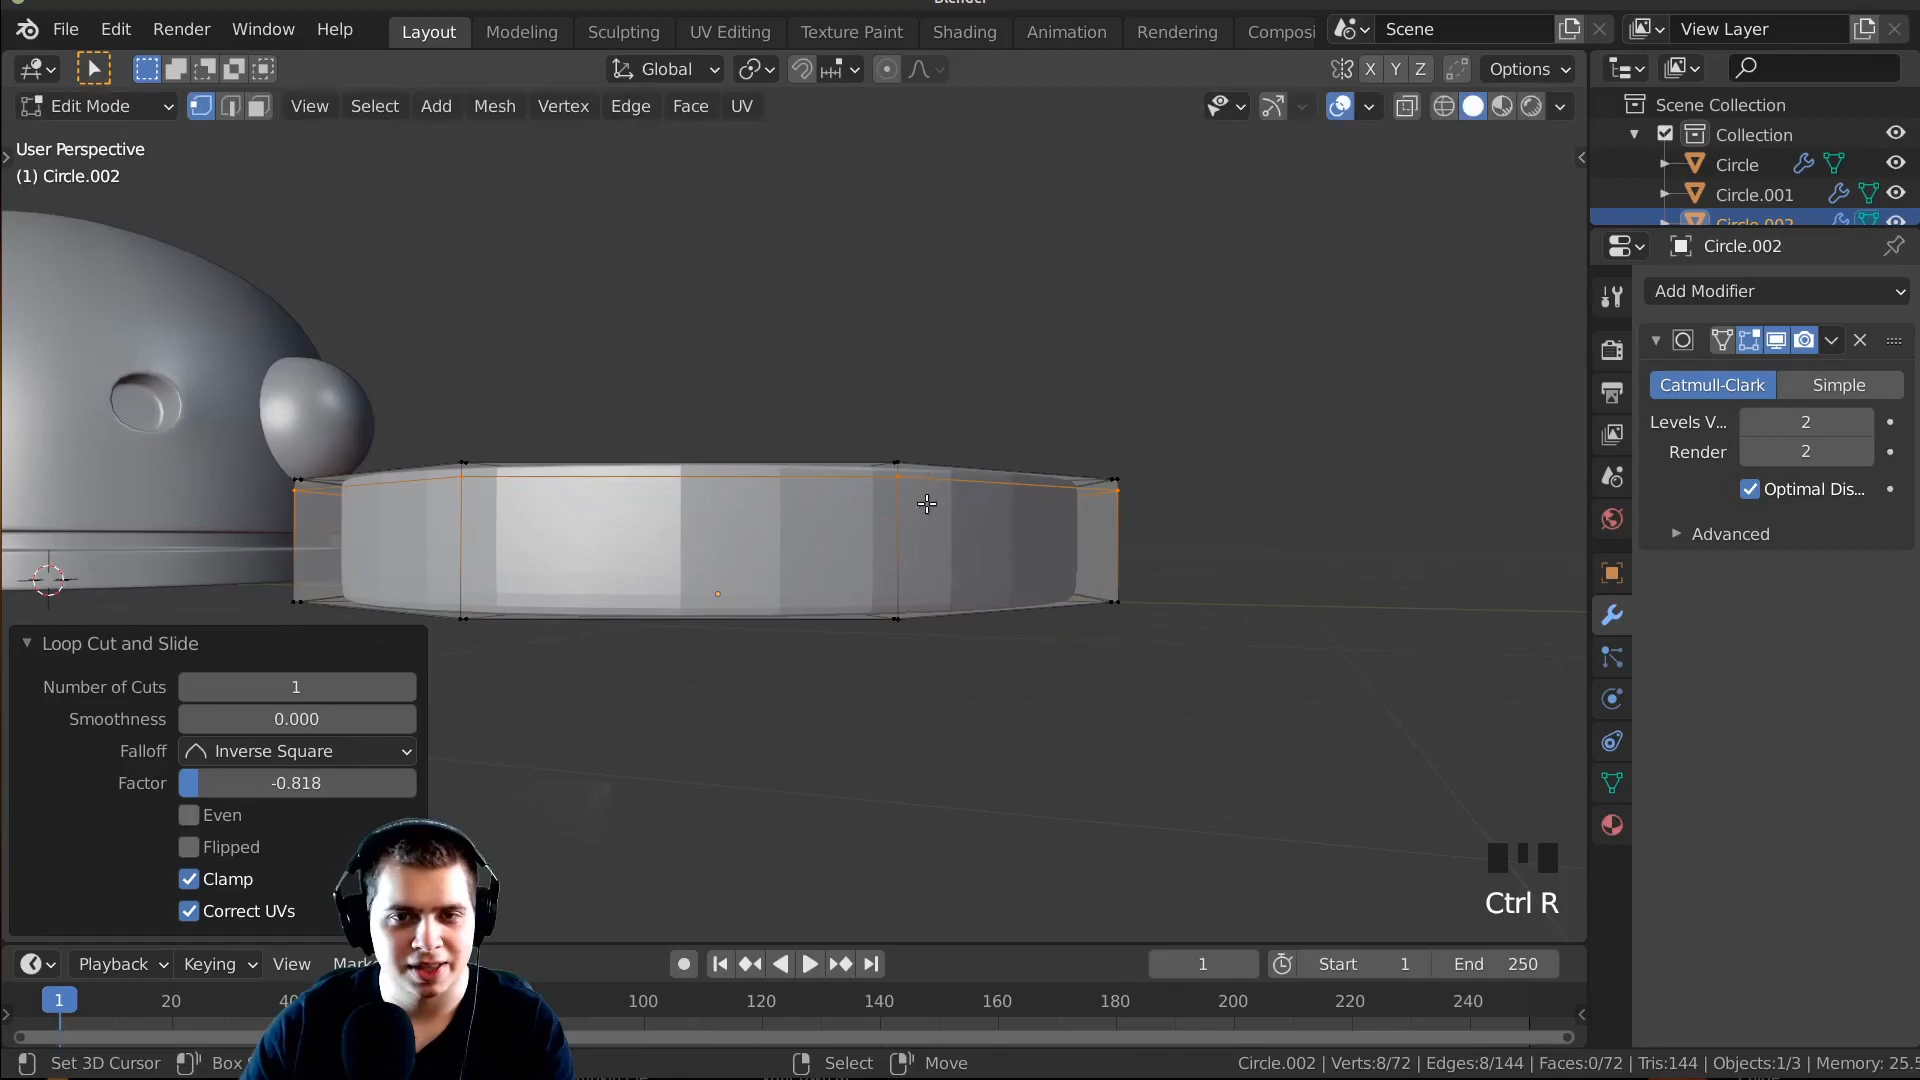 Blender
File Edit Render Window Help Layout Modeling Sculpting UV Editing Texture Paint Shading Animation Rendering Composi Scene View Layer
Global X Y Z Options
Edit Mode View Select Add Mesh Vertex Edge Face UV
User Perspective
(1) Circle.002
Scene Collection
Collection
Circle
Circle.001
Circle.002
Circle.002
Add Modifier
Catmull-Clark Simple
Levels V... 2
Render 2
Optimal Dis...
Advanced
Loop Cut and Slide
Number of Cuts 1
Smoothness 0.000
Falloff Inverse Square
Factor -0.818
Even
Flipped
Clamp
Correct UVs
Ctrl R
Playback Keying View Mark 1 Start 1 End 250
1 20 40 100 120 140 160 180 200 220 240
Set 3D Cursor Box Select Move Circle.002 | Verts:8/72 | Edges:8/144 | Faces:0/72 | Tris:144 | Objects:1/3 | Memory: 25.5